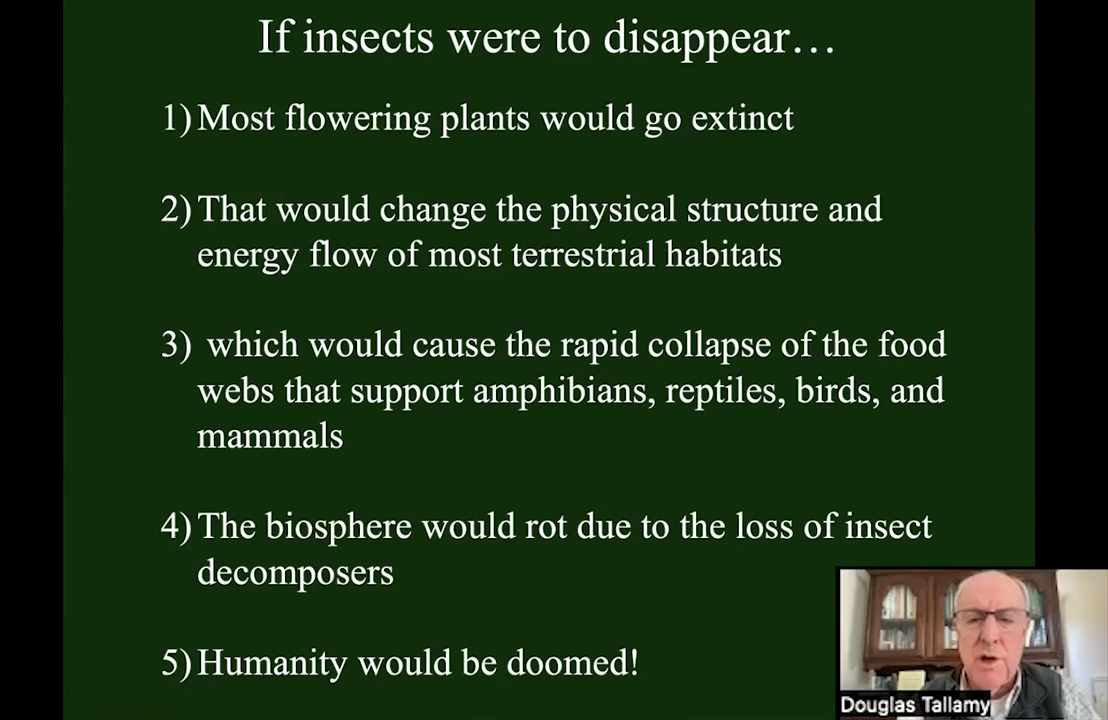 If insects were to disappear…
1) Most flowering plants would go extinct
2) That would change the physical structure and
energy flow of most terrestrial habitats
3) which would cause the rapid collapse of the food
webs that support amphibians, reptiles, birds, and
mammals
4) The biosphere would rot due to the loss of insect
decomposers
5) Humanity would be doomed!
Douglas Tallamy